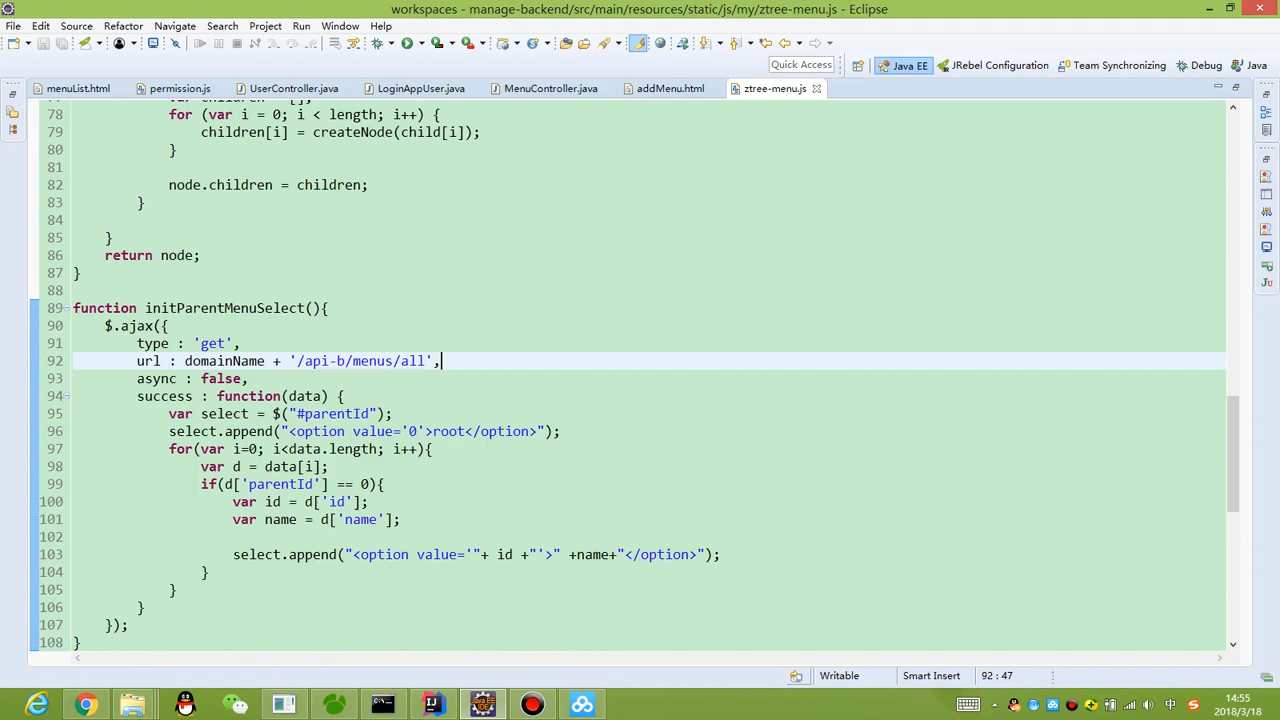 workspaces - manage-backend/src/main/resources/static/js/my/ztree-menu.js - Eclipse
File Edit Source Refactor Navigate Search Project Run Window Help
Quick Access Java EE JRebel Configuration Team Synchronizing Debug Java
menuList.html permission.js UserController.java LoginAppUser.java MenuController.java addMenu.html ztree-menu.js
78 for (var i = 0; i < length; i++) {
79 children[i] = createNode(child[i]);
80 }
81
82 node.children = children;
83 }
84
85 }
86 return node;
87 }
88
89 function initParentMenuSelect(){
90 $.ajax({
91 type : 'get',
92 url : domainName + '/api-b/menus/all',
93 async : false,
94 success : function(data) {
95 var select = $("#parentId");
96 select.append("<option value='0'>root</option>");
97 for(var i=0; i<data.length; i++){
98 var d = data[i];
99 if(d['parentId'] == 0){
100 var id = d['id'];
101 var name = d['name'];
102
103 select.append("<option value='"+ id +"'>" +name+"</option>");
104 }
105 }
106 }
107 });
108 }
Writable Smart Insert 92 : 47
14:55
中
2018/3/18